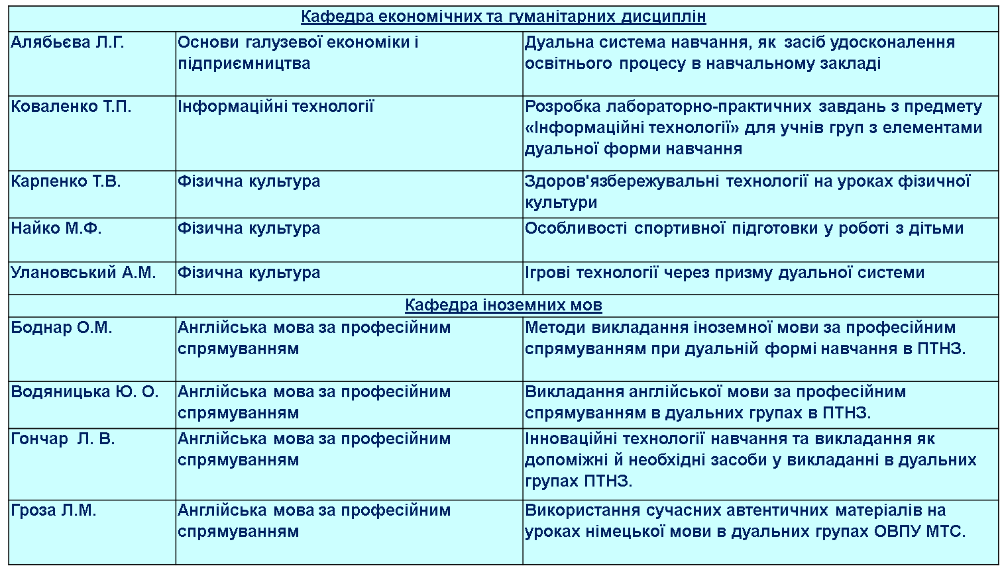 Кафедра економічних та гуманітарних дисциплін
Алябьєва Л.Г.
Основи галузевої економіки і
підприємництва
Дуальна система навчання, як засіб удосконалення
освітнього процесу в навчальному закладі
Коваленко Т.П.
Інформаційні технології
Розробка лабораторно-практичних завдань з предмету
«Інформаційні технології» для учнів груп з елементами
дуальної форми навчання
Карпенко Т.В.
Фізична культура
Здоров'язбережувальні технології на уроках фізичної
культури
Найко М.Ф.
Фізична культура
Особливості спортивної підготовки у роботі з дітьми
Улановський А.М.
Фізична культура
Ігрові технології через призму дуальної системи
Кафедра іноземних мов
Боднар О.М.
Англійська мова за професійним
спрямуванням
Методи викладання іноземної мови за професійним
спрямуванням при дуальній формі навчання в ПТНЗ.
Водяницька Ю. О.
Англійська мова за професійним
спрямуванням
Викладання англійської мови за професійним
спрямуванням в дуальних групах в ПТНЗ.
Гончар Л. В.
Англійська мова за професійним
спрямуванням
Інноваційні технології навчання та викладання як
допоміжні й необхідні засоби у викладанні в дуальних
групах ПТНЗ.
Гроза Л.М.
Англійська мова за професійним
спрямуванням
Використання сучасних автентичних матеріалів на
уроках німецької мови в дуальних групах ОВПУ МТС.